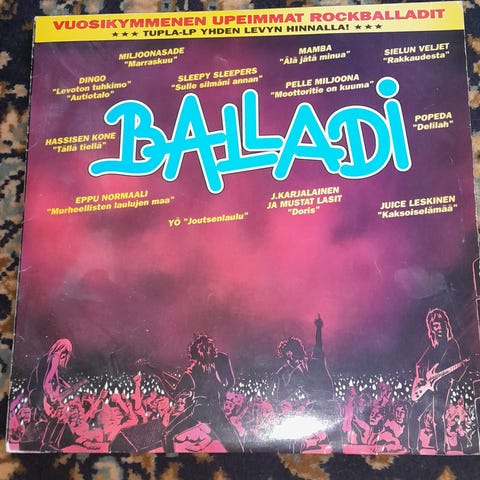 VUOSIKYMMENEN UPEIMMAT ROCKBALLADIT
★★★ TUPLA-LP YHDEN LEVYN HINNALLA! ★★★
MILJOONASADE
"Marraskuu"
MAMBA
"Älä jätä minua"
SIELUN VELJET
"Rakkaudesta"
DINGO
"Levoton tuhkimo"
"Autiotalo"
SLEEPY SLEEPERS
"Sulle silmäni annan"
PELLE MILJOONA
"Moottoritie on kuuma"
HASSISEN KONE
"Tällä tiellä"
BALLADI
POPEDA
"Delilah"
EPPU NORMAALI
"Murheellisten laulujen maa"
YÖ "Joutsenlaulu"
J.KARJALAINEN
JA MUSTAT LASIT
"Doris"
JUICE LESKINEN
"Kaksoiselämää"